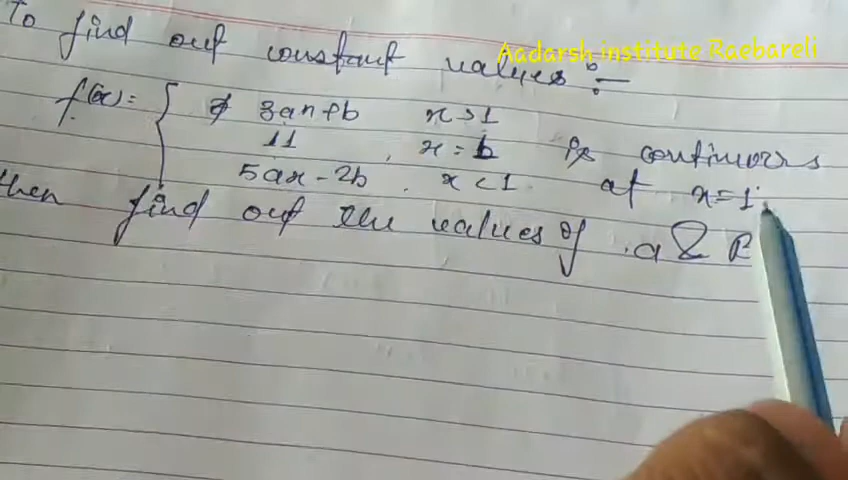 To find out constant values :-
Aadarsh institute Raebareli
f(x) = { 3ax+b x > 1
11 , x = 1 is continuous
5ax - 2b , x < 1 at x = 1
then find out the values of a & B